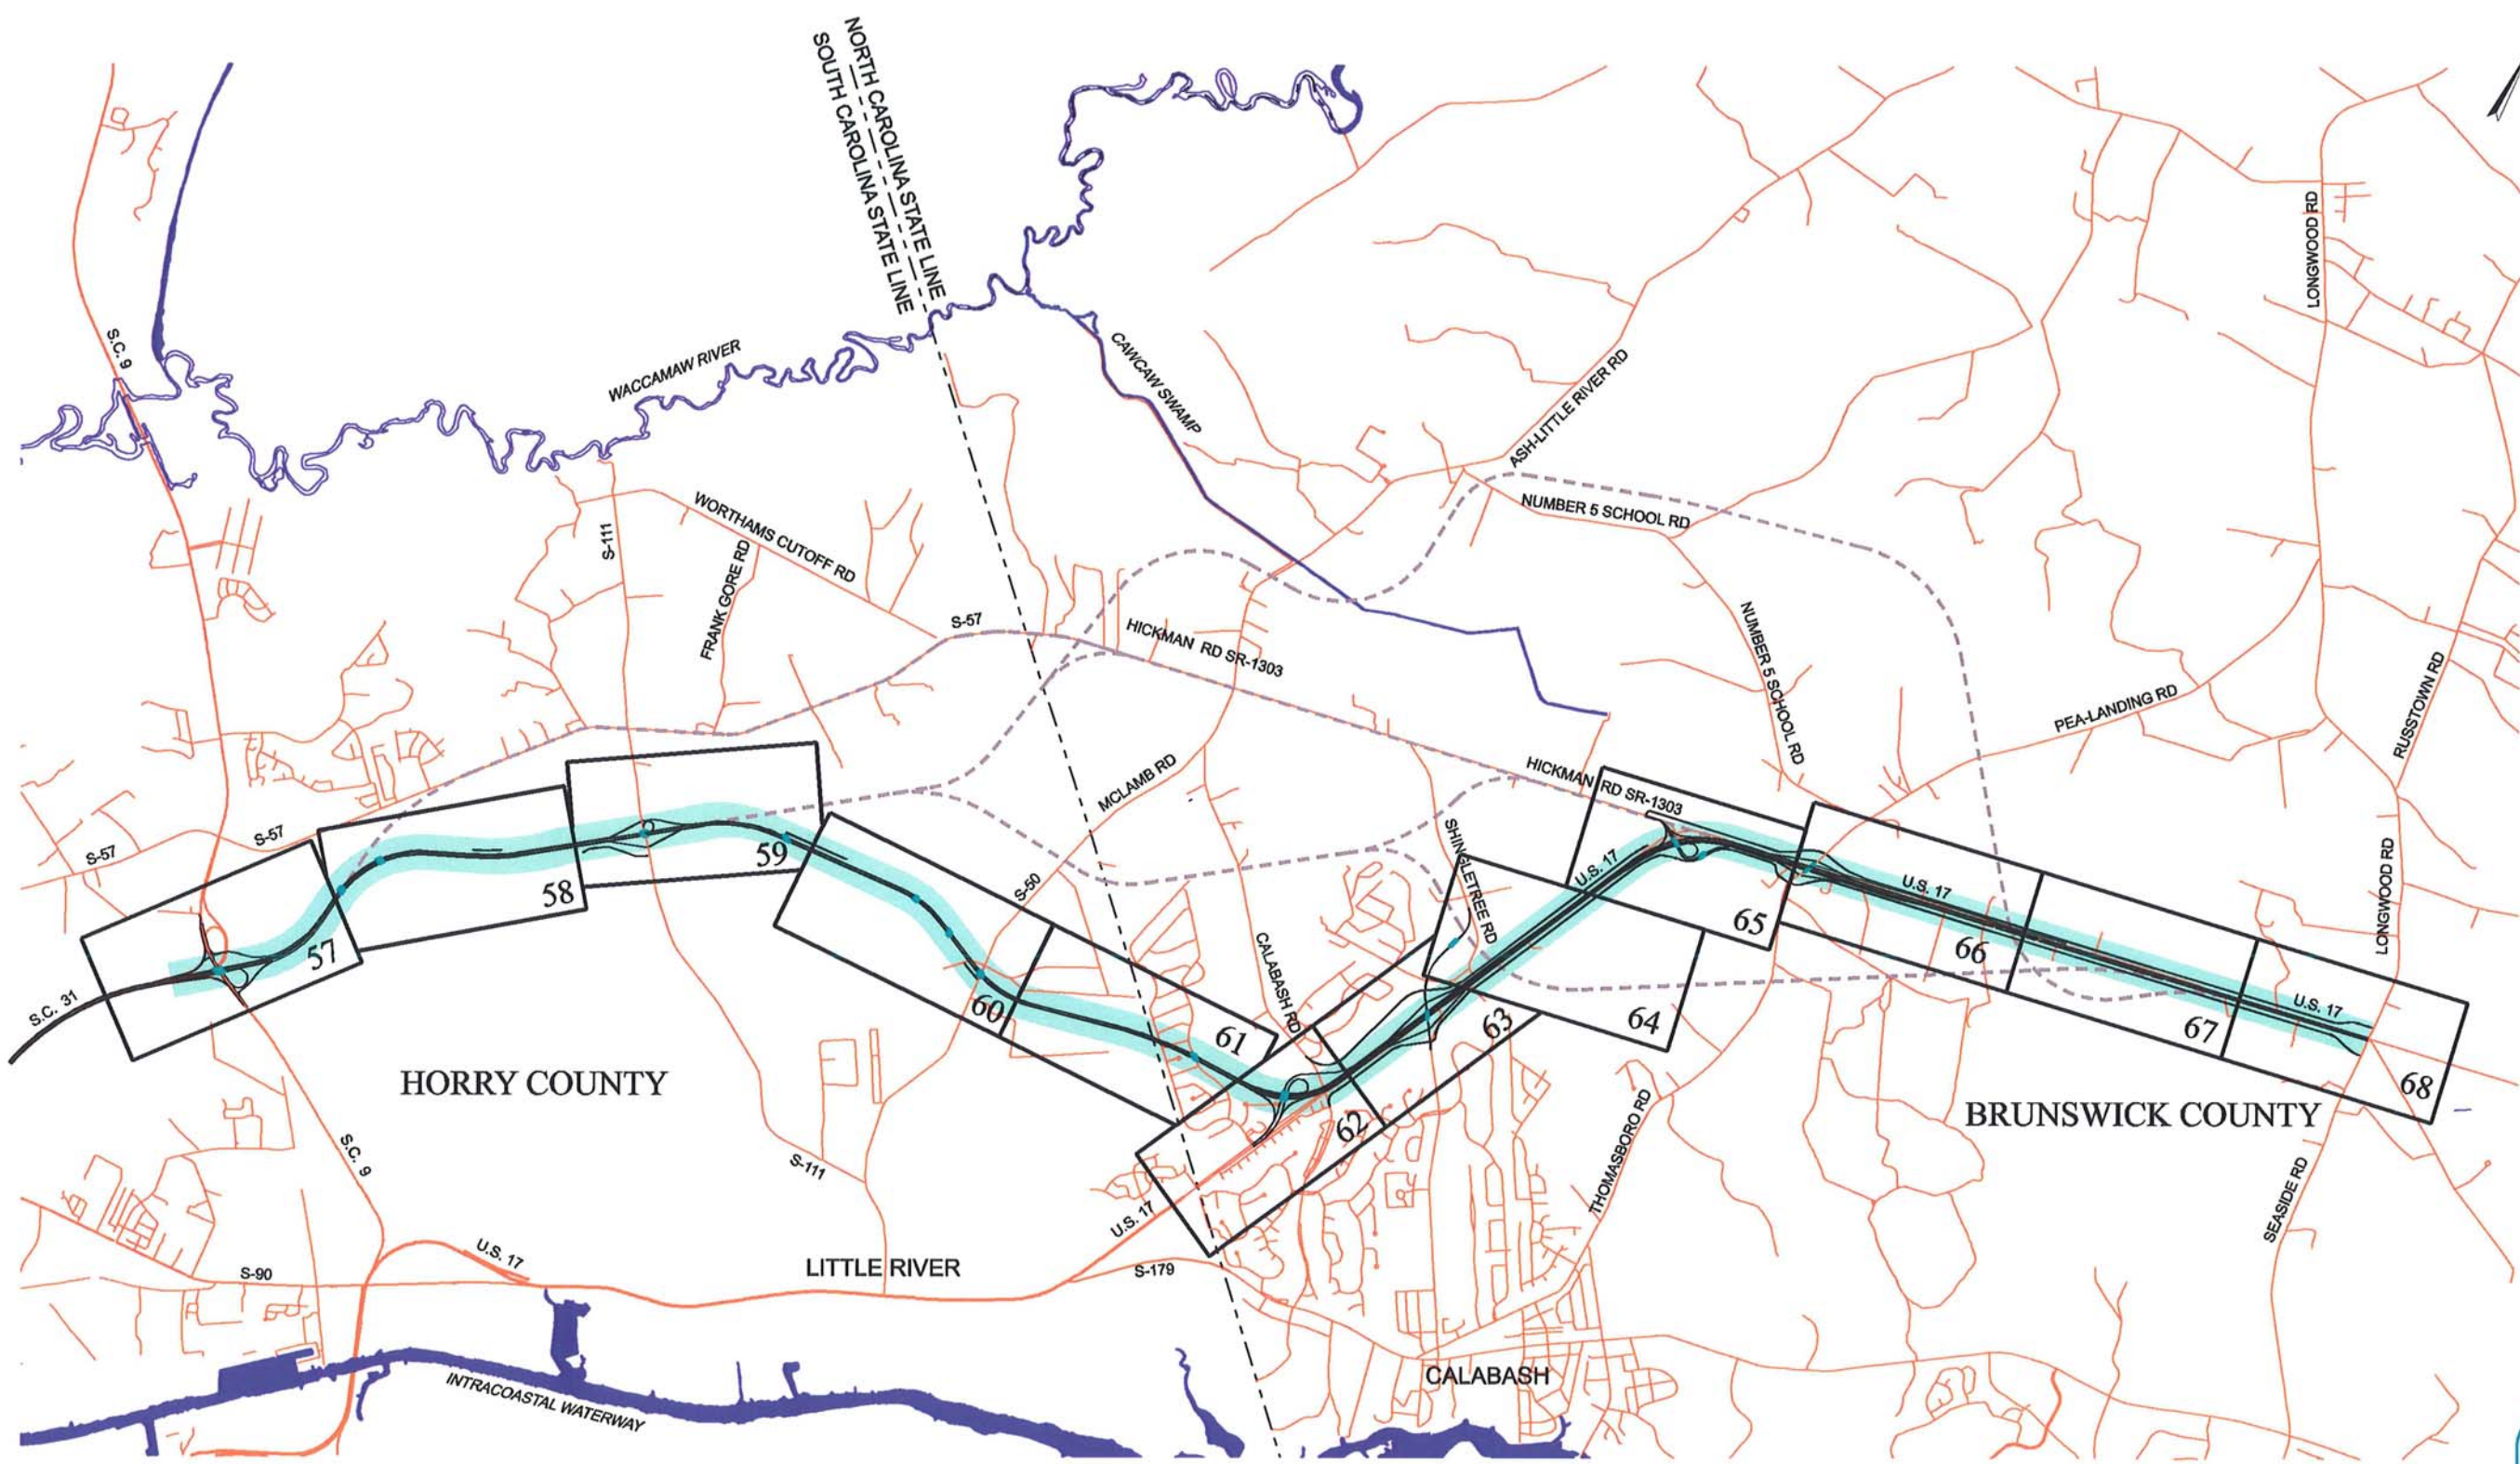 NORTH CAROLINA STATE LINE
SOUTH CAROLINA STATE LINE
LONGWOOD RD
S.C. 9
WACCAMAW RIVER
CAWCAW SWAMP
ASH-LITTLE RIVER RD
WORTHAMS CUTOFF RD
S-111
FRANK GORE RD
NUMBER 5 SCHOOL RD
S-57
HICKMAN RD SR-1303
NUMBER 5 SCHOOL RD
PEA-LANDING RD
RUSSTOWN RD
MCLAMB RD
HICKMAN RD SR-1303
S-57
S-57
SHINGLETREE RD
U.S. 17
U.S. 17
LONGWOOD RD
59
58
S-50
65
57
CALABASH RD
66
S.C. 31
60
61
63
64
U.S. 17
67
68
HORRY COUNTY
62
BRUNSWICK COUNTY
S.C. 9
S-111
THOMASBORO RD
SEASIDE RD
U.S. 17
U.S. 17
S-90
LITTLE RIVER
S-179
INTRACOASTAL WATERWAY
CALABASH